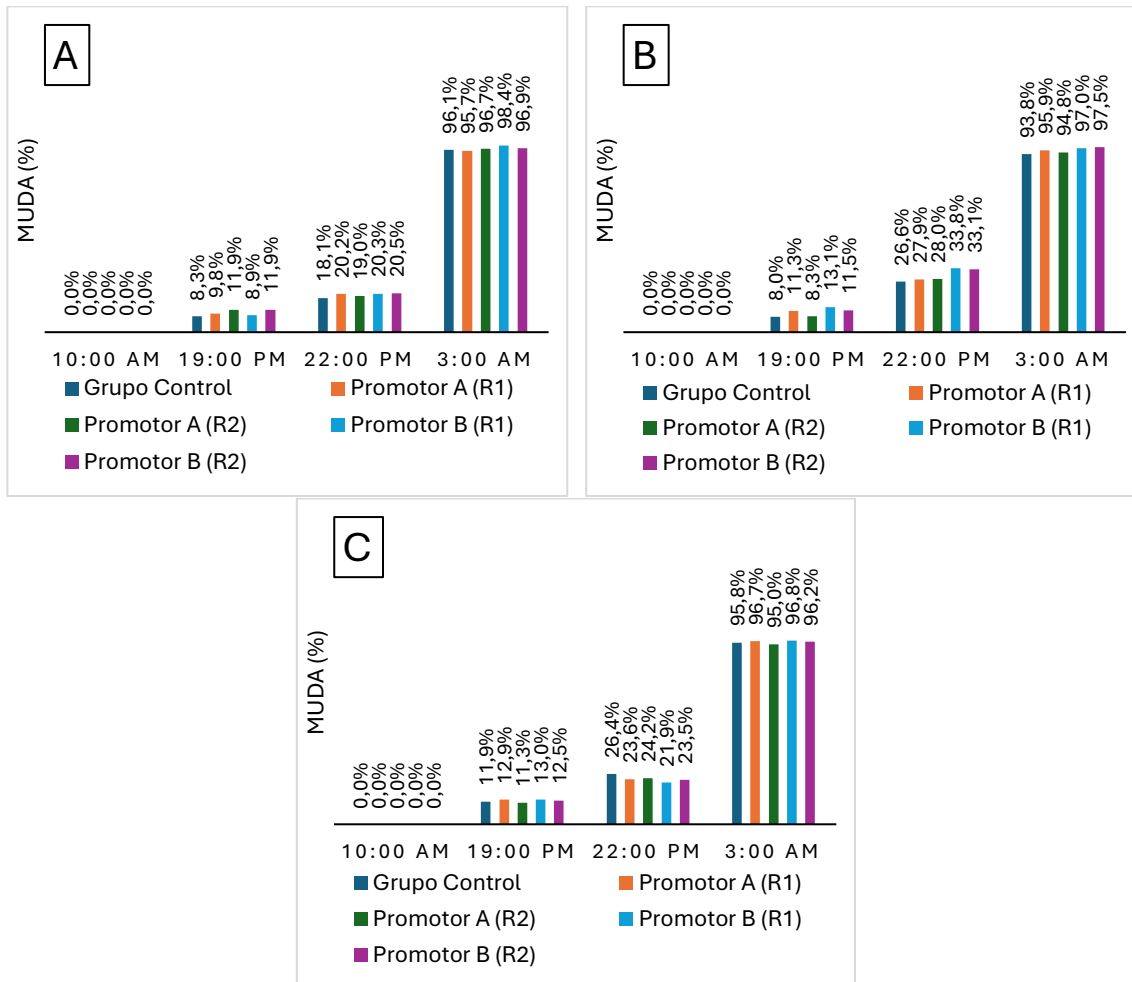 A
MUDA (%)
0,0% 0,0% 0,0% 0,0% 0,0%
8,3% 9,8% 11,9% 8,9% 11,9%
18,1% 20,2% 19,0% 20,3% 20,5%
96,1% 95,7% 96,7% 98,4% 96,9%
10:00 AM 19:00 PM 22:00 PM 3:00 AM
Grupo Control Promotor A (R1)
Promotor A (R2) Promotor B (R1)
Promotor B (R2)
B
MUDA (%)
0,0% 0,0% 0,0% 0,0% 0,0%
8,0% 11,3% 8,3% 13,1% 11,5%
26,6% 27,9% 28,0% 33,8% 33,1%
93,8% 95,9% 94,8% 97,0% 97,5%
10:00 AM 19:00 PM 22:00 PM 3:00 AM
Grupo Control Promotor A (R1)
Promotor A (R2) Promotor B (R1)
Promotor B (R2)
C
MUDA (%)
0,0% 0,0% 0,0% 0,0% 0,0%
11,9% 12,9% 11,3% 13,0% 12,5%
26,4% 23,6% 24,2% 21,9% 23,5%
95,8% 96,7% 95,0% 96,8% 96,2%
10:00 AM 19:00 PM 22:00 PM 3:00 AM
Grupo Control Promotor A (R1)
Promotor A (R2) Promotor B (R1)
Promotor B (R2)